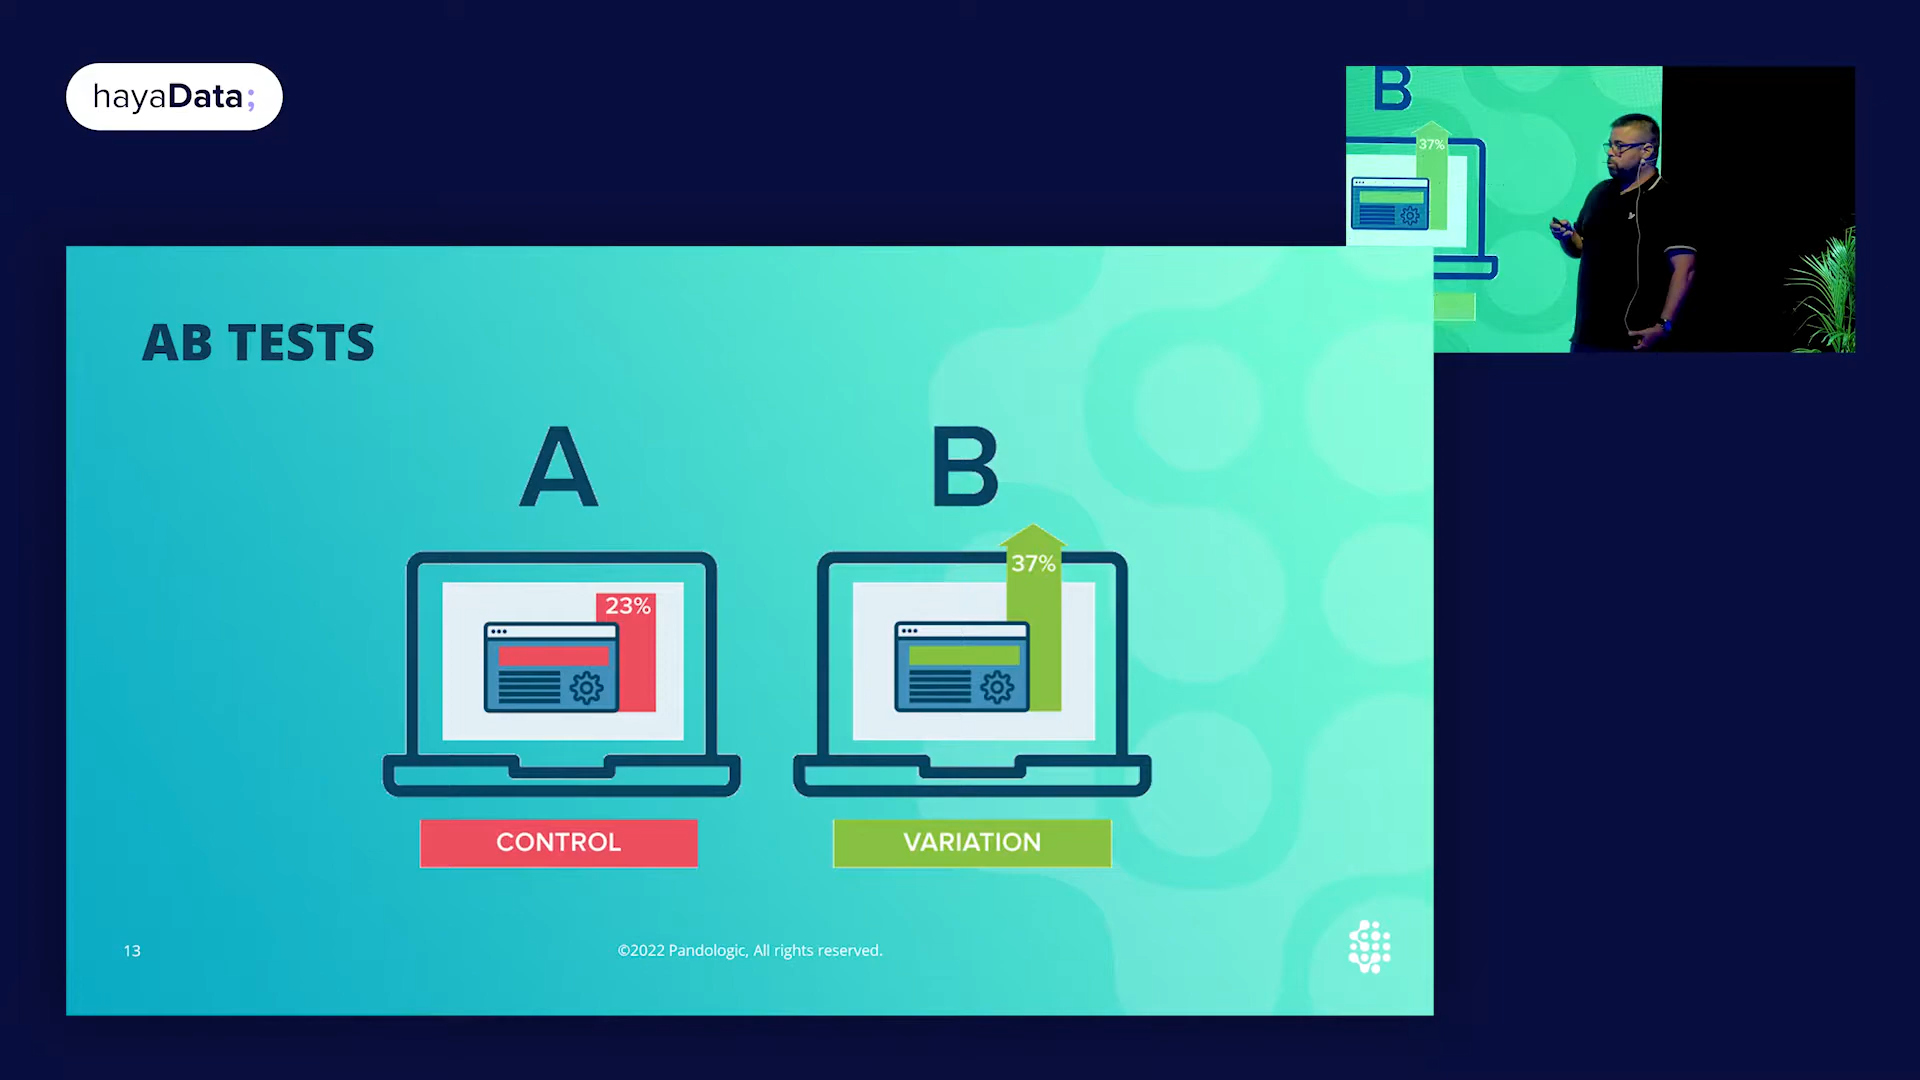 hayaData;
B
37%
AB TESTS
A
B
37%
23%
CONTROL
VARIATION
13
©2022 Pandologic, All rights reserved.